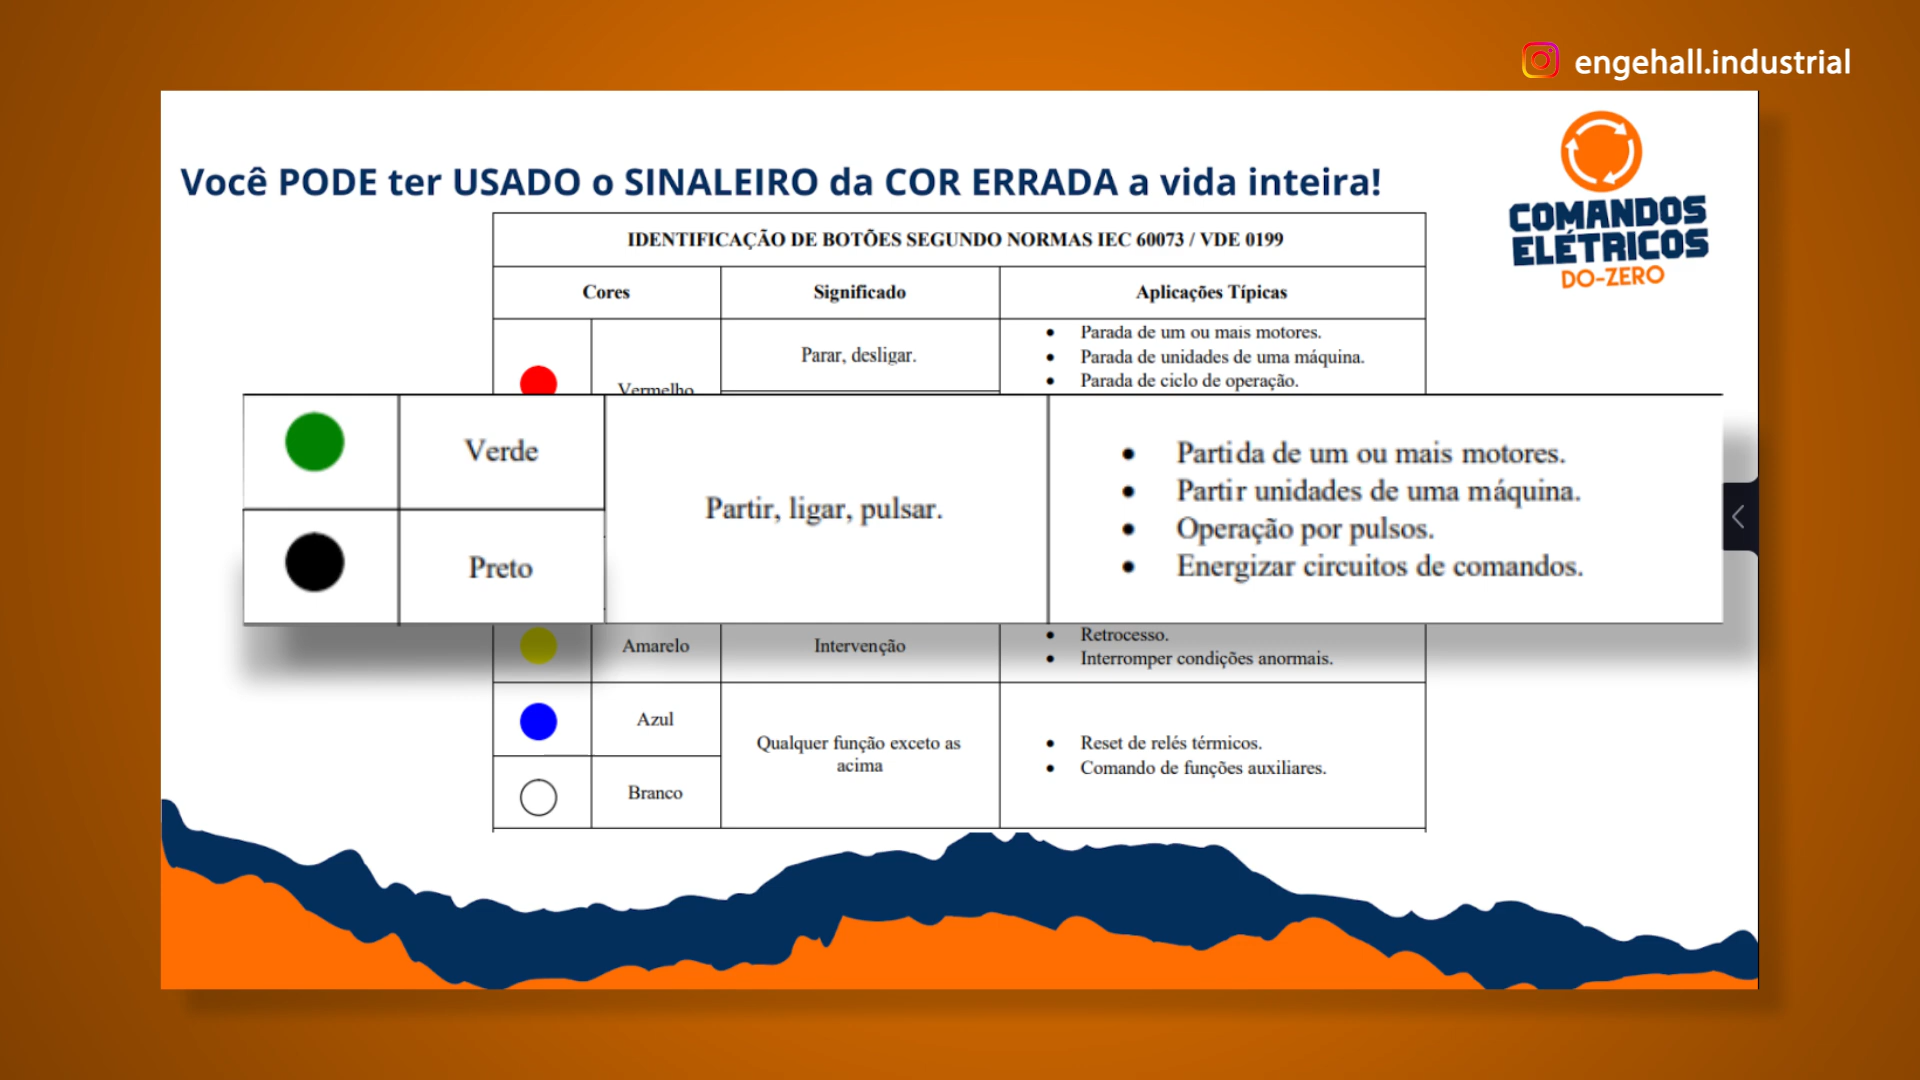 engehall.industrial
Você PODE ter USADO o SINALEIRO da COR ERRADA a vida inteira!
COMANDOS
ELÉTRICOS
DO-ZERO
IDENTIFICAÇÃO DE BOTÕES SEGUNDO NORMAS IEC 60073 / VDE 0199
Cores
Significado
Aplicações Típicas
Vermelho
Parar, desligar.
• Parada de um ou mais motores.
• Parada de unidades de uma máquina.
• Parada de ciclo de operação.
Verde
Preto
Partir, ligar, pulsar.
• Partida de um ou mais motores.
• Partir unidades de uma máquina.
• Operação por pulsos.
• Energizar circuitos de comandos.
Amarelo
Intervenção
• Retrocesso.
• Interromper condições anormais.
Azul
Branco
Qualquer função exceto as
acima
• Reset de relés térmicos.
• Comando de funções auxiliares.